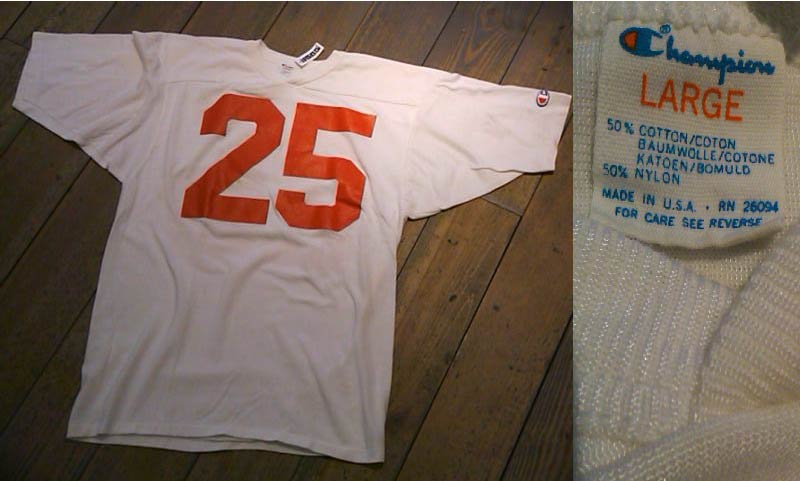 25
Champion
LARGE
50% COTTON/COTON
BAUMWOLLE/COTONE
KATOEN/BOMULD
50% NYLON
MADE IN U.S.A. · RN 26094
FOR CARE SEE REVERSE